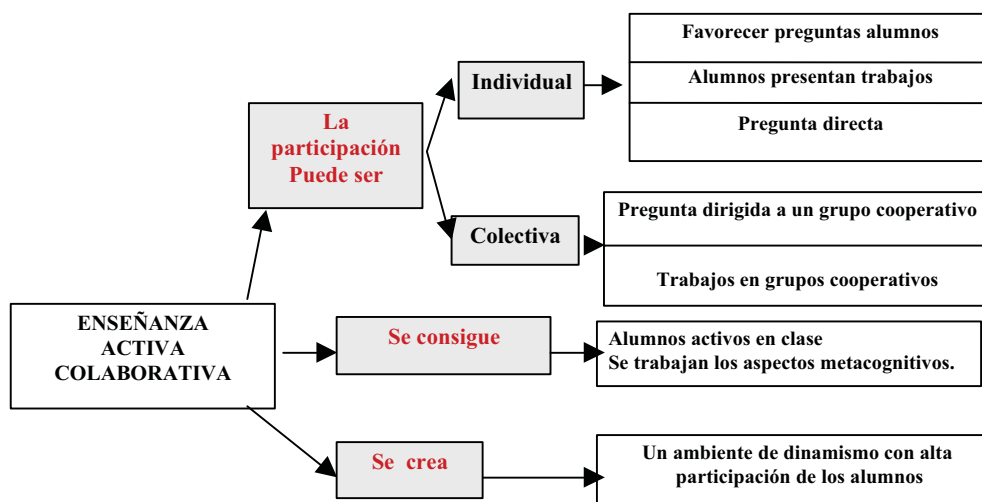 Favorecer preguntas alumnos
Alumnos presentan trabajos
Pregunta directa
Individual
La
participación
Puede ser
Colectiva
Pregunta dirigida a un grupo cooperativo
Trabajos en grupos cooperativos
ENSEÑANZA
ACTIVA
COLABORATIVA
Se consigue
Alumnos activos en clase
Se trabajan los aspectos metacognitivos.
Se crea
Un ambiente de dinamismo con alta
participación de los alumnos